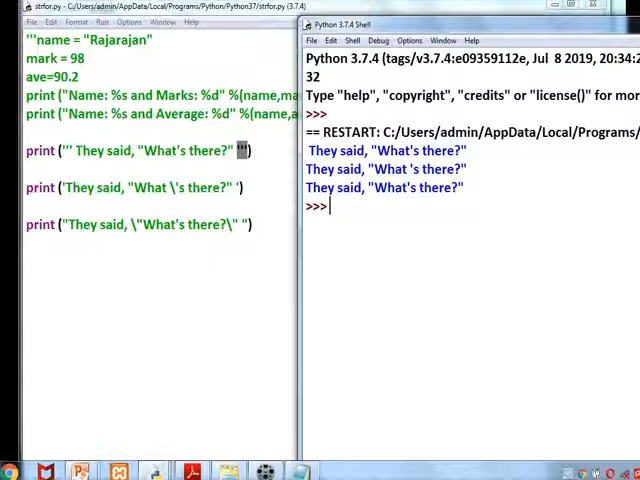 strfor.py - C:/Users/admin/AppData/Local/Programs/Python/Python37/strfor.py (3.7.4)
File Edit Format Run Options Window Help
'''name = "Rajarajan"
mark = 98
ave=90.2
print ("Name: %s and Marks: %d" %(name,ma
print ("Name: %s and Average: %d" %(name,a
print (''' They said, "What's there?" ''')
print ('They said, "What \'s there?" ')
print ("They said, \"What's there?\" ")
Python 3.7.4 Shell
File Edit Shell Debug Options Window Help
Python 3.7.4 (tags/v3.7.4:e09359112e, Jul 8 2019, 20:34:2
32
Type "help", "copyright", "credits" or "license()" for mor
>>>
== RESTART: C:/Users/admin/AppData/Local/Programs/
They said, "What's there?"
They said, "What 's there?"
They said, "What's there?"
>>>